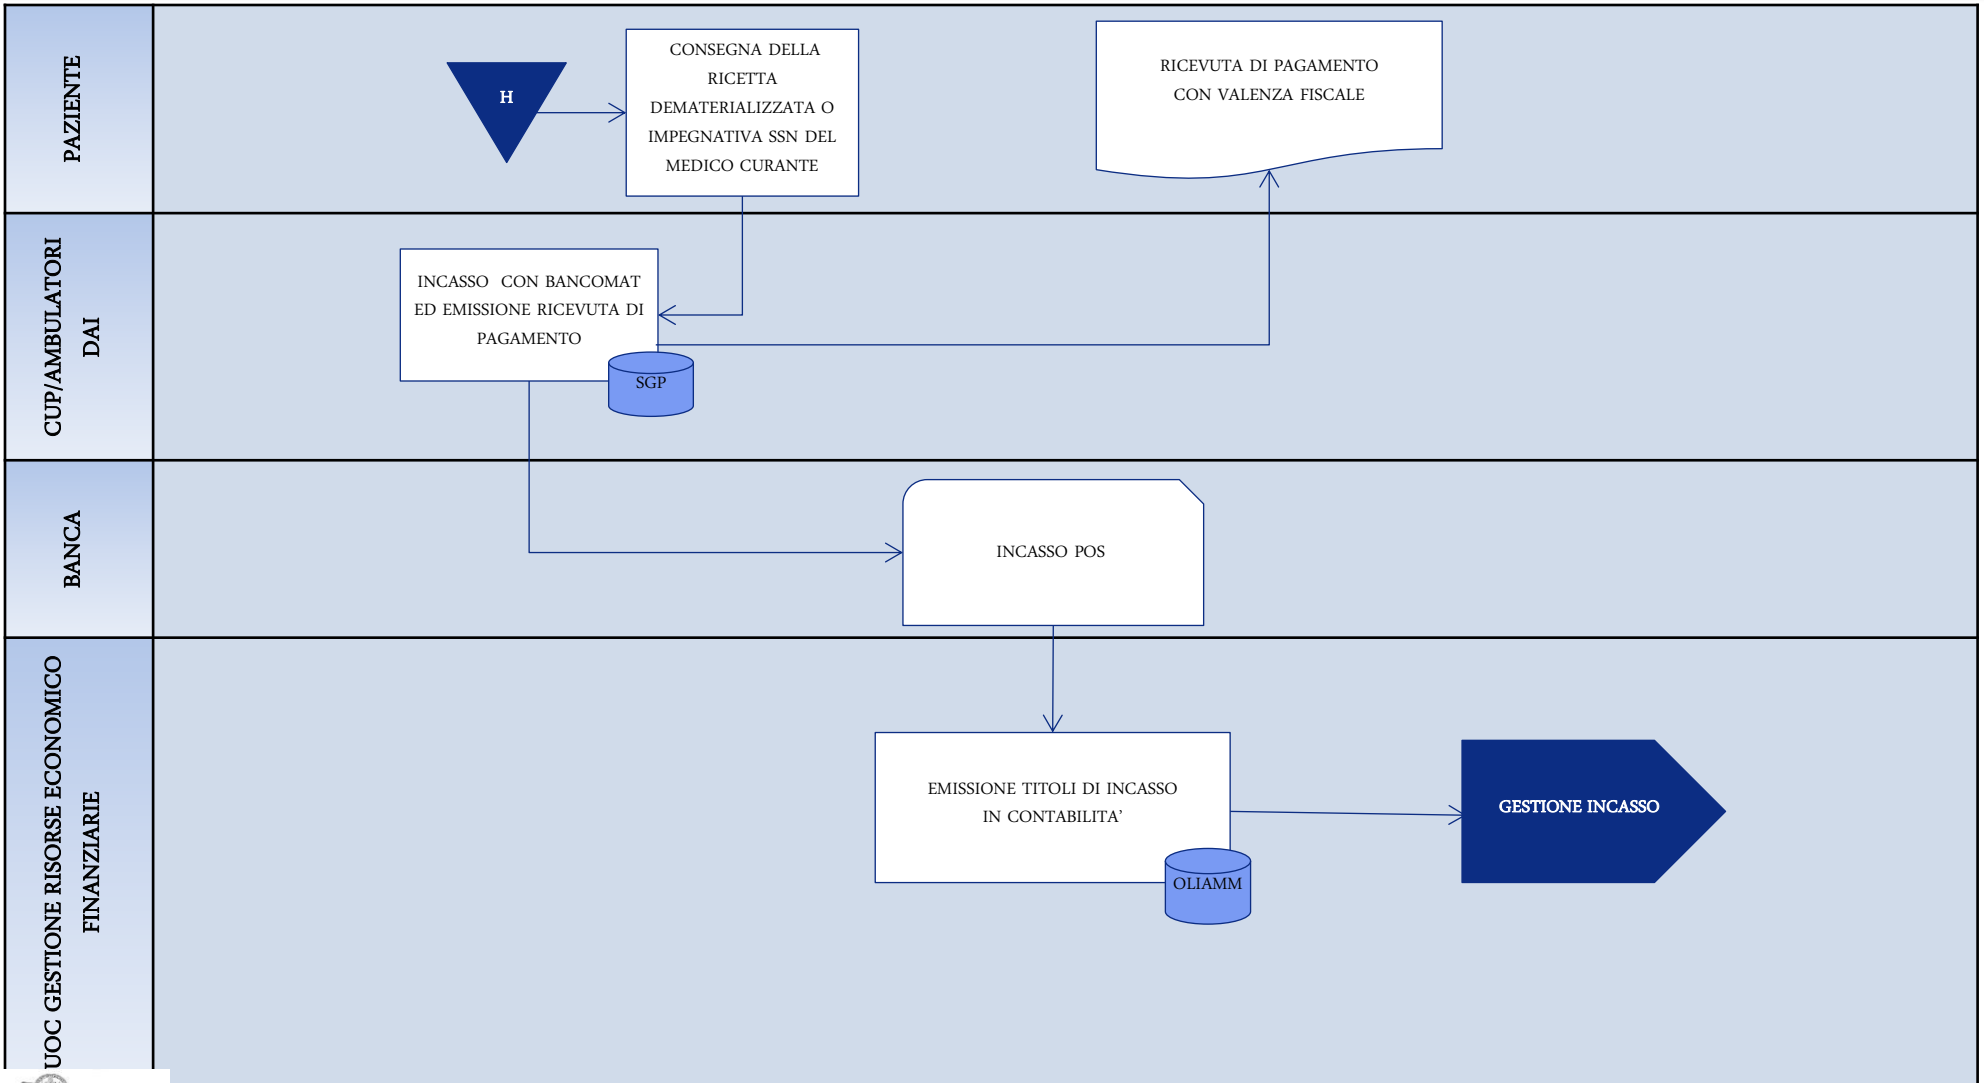 PAZIENTE
H
CONSEGNA DELLA
RICETTA
DEMATERIALIZZATA O
IMPEGNATIVA SSN DEL
MEDICO CURANTE
RICEVUTA DI PAGAMENTO
CON VALENZA FISCALE
CUP/AMBULATORI
DAI
INCASSO CON BANCOMAT
ED EMISSIONE RICEVUTA DI
PAGAMENTO
SGP
BANCA
INCASSO POS
UOC GESTIONE RISORSE ECONOMICO
FINANZIARIE
EMISSIONE TITOLI DI INCASSO
IN CONTABILITA’
OLIAMM
GESTIONE INCASSO